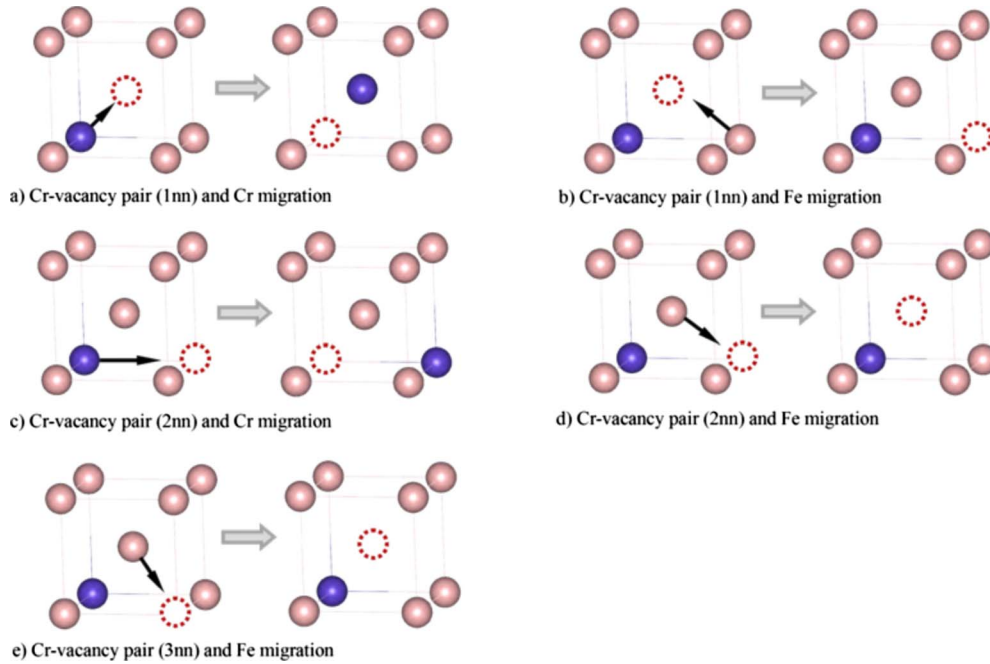 a) Cr-vacancy pair (1nn) and Cr migration
b) Cr-vacancy pair (1nn) and Fe migration
c) Cr-vacancy pair (2nn) and Cr migration
d) Cr-vacancy pair (2nn) and Fe migration
e) Cr-vacancy pair (3nn) and Fe migration